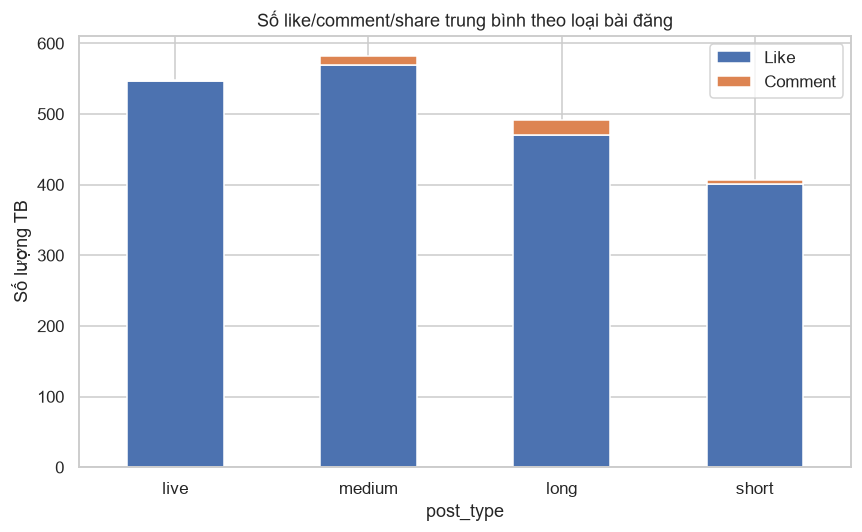 Số like/comment/share trung bình theo loại bài đăng
Like
Comment
Số lượng TB
600
500
400
300
200
100
0
live medium long short
post_type